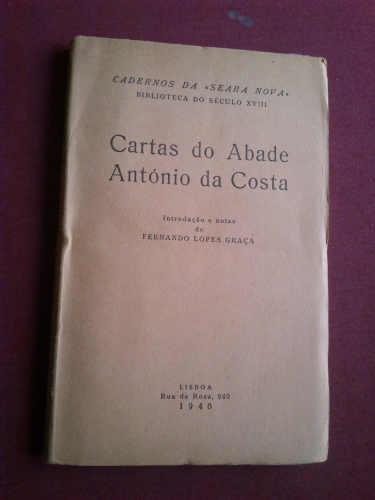 CADERNOS DA «SEARA NOVA»
BIBLIOTECA DO SÉCULO XVIII
Cartas do Abade
António da Costa
Introdução e notas
de
FERNANDO LOPES GRAÇA
LISBOA
Rua da Rosa, 240
1946